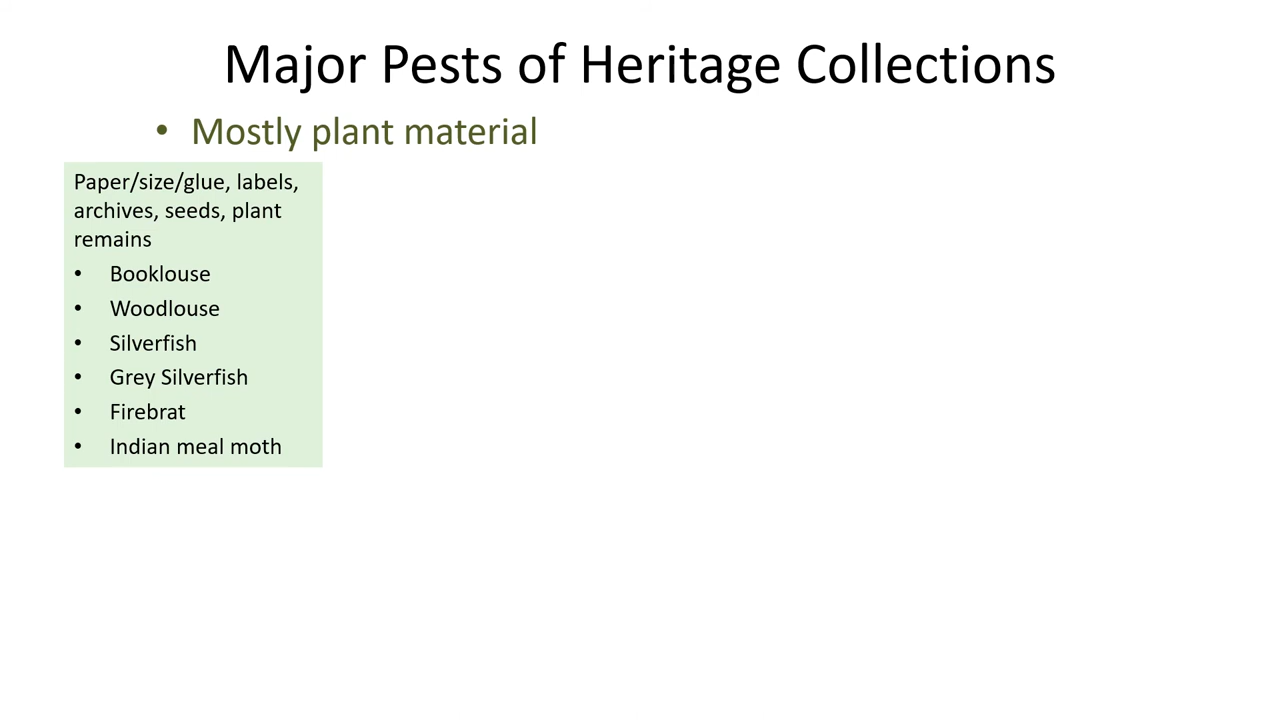 Major Pests of Heritage Collections
• Mostly plant material
Paper/size/glue, labels,
archives, seeds, plant
remains
• Booklouse
• Woodlouse
• Silverfish
• Grey Silverfish
• Firebrat
• Indian meal moth